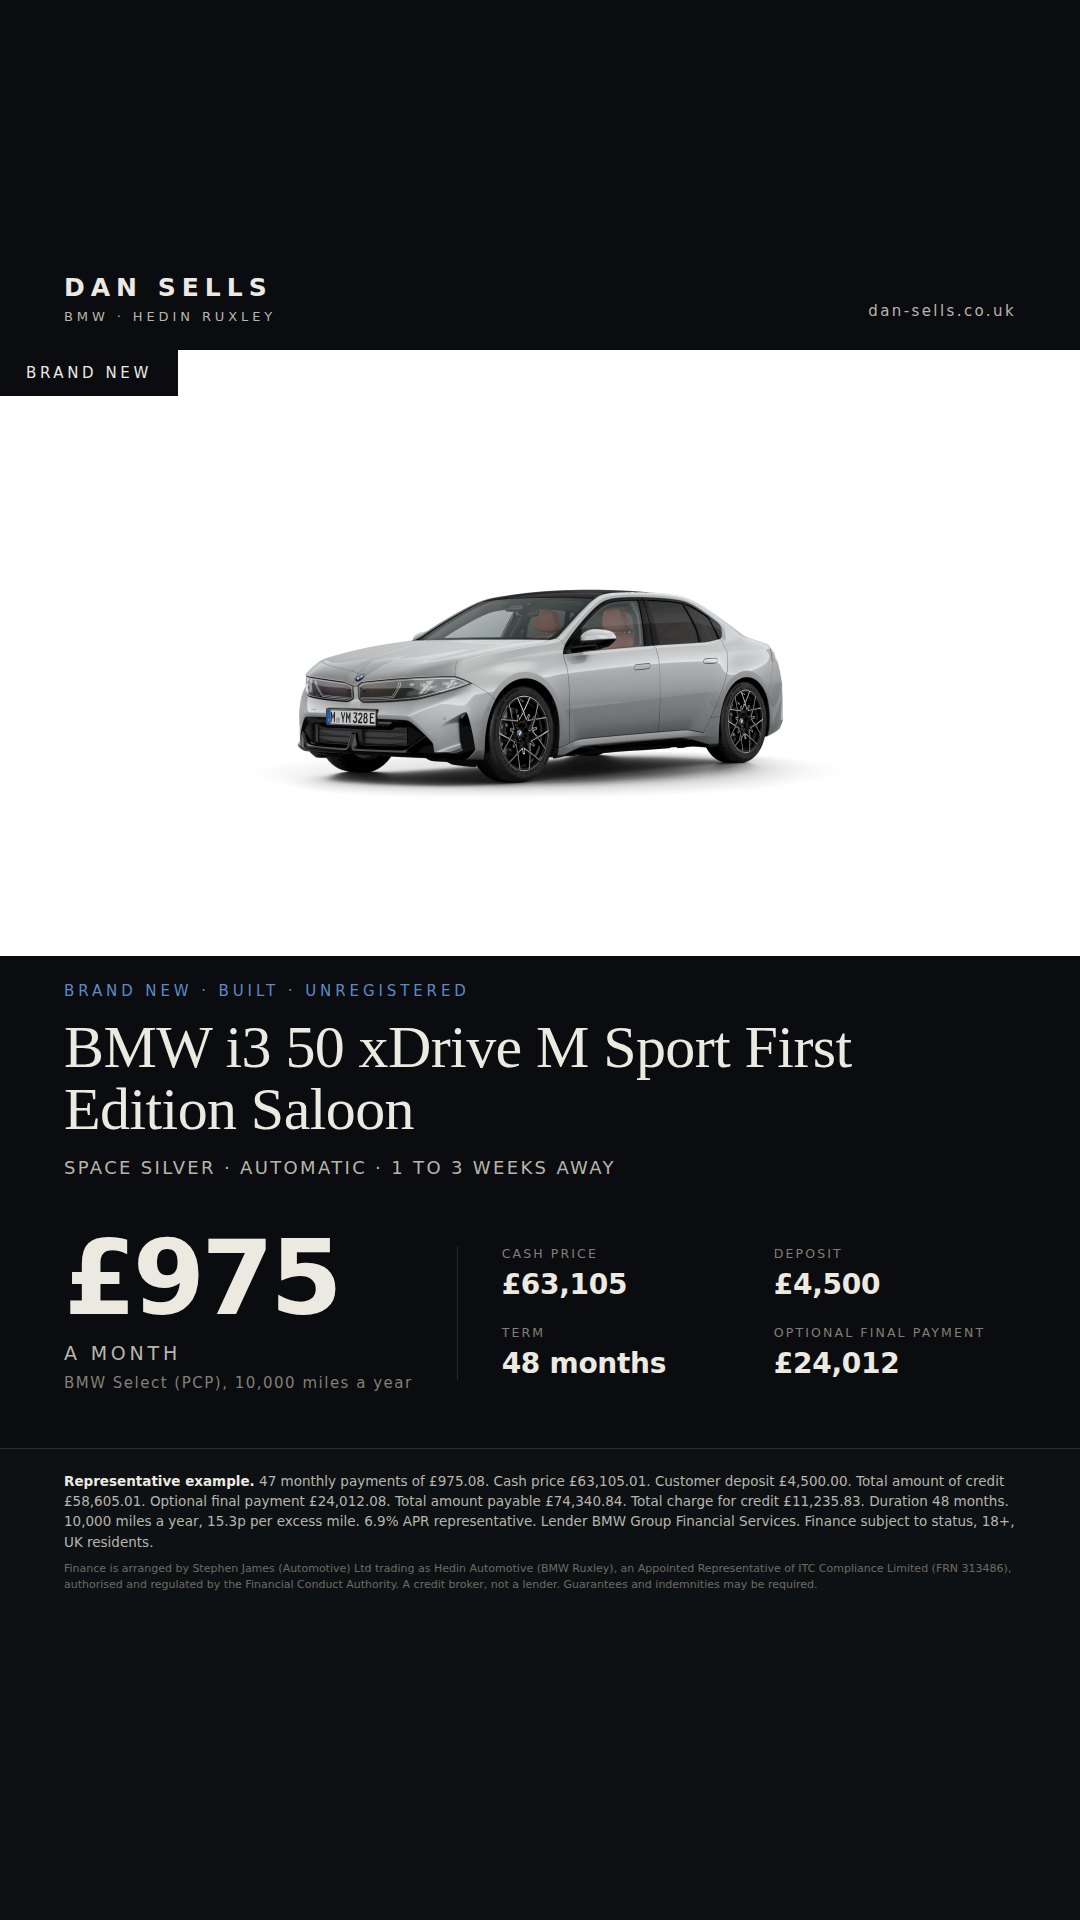 DAN SELLS
BMW · HEDIN RUXLEY
dan-sells.co.uk
BRAND NEW
M YM 328 E
BRAND NEW · BUILT · UNREGISTERED
BMW i3 50 xDrive M Sport First
Edition Saloon
SPACE SILVER · AUTOMATIC · 1 TO 3 WEEKS AWAY
£975
A MONTH
BMW Select (PCP), 10,000 miles a year
CASH PRICE
£63,105
DEPOSIT
£4,500
TERM
48 months
OPTIONAL FINAL PAYMENT
£24,012
Representative example. 47 monthly payments of £975.08. Cash price £63,105.01. Customer deposit £4,500.00. Total amount of credit
£58,605.01. Optional final payment £24,012.08. Total amount payable £74,340.84. Total charge for credit £11,235.83. Duration 48 months.
10,000 miles a year, 15.3p per excess mile. 6.9% APR representative. Lender BMW Group Financial Services. Finance subject to status, 18+,
UK residents.
Finance is arranged by Stephen James (Automotive) Ltd trading as Hedin Automotive (BMW Ruxley), an Appointed Representative of ITC Compliance Limited (FRN 313486),
authorised and regulated by the Financial Conduct Authority. A credit broker, not a lender. Guarantees and indemnities may be required.